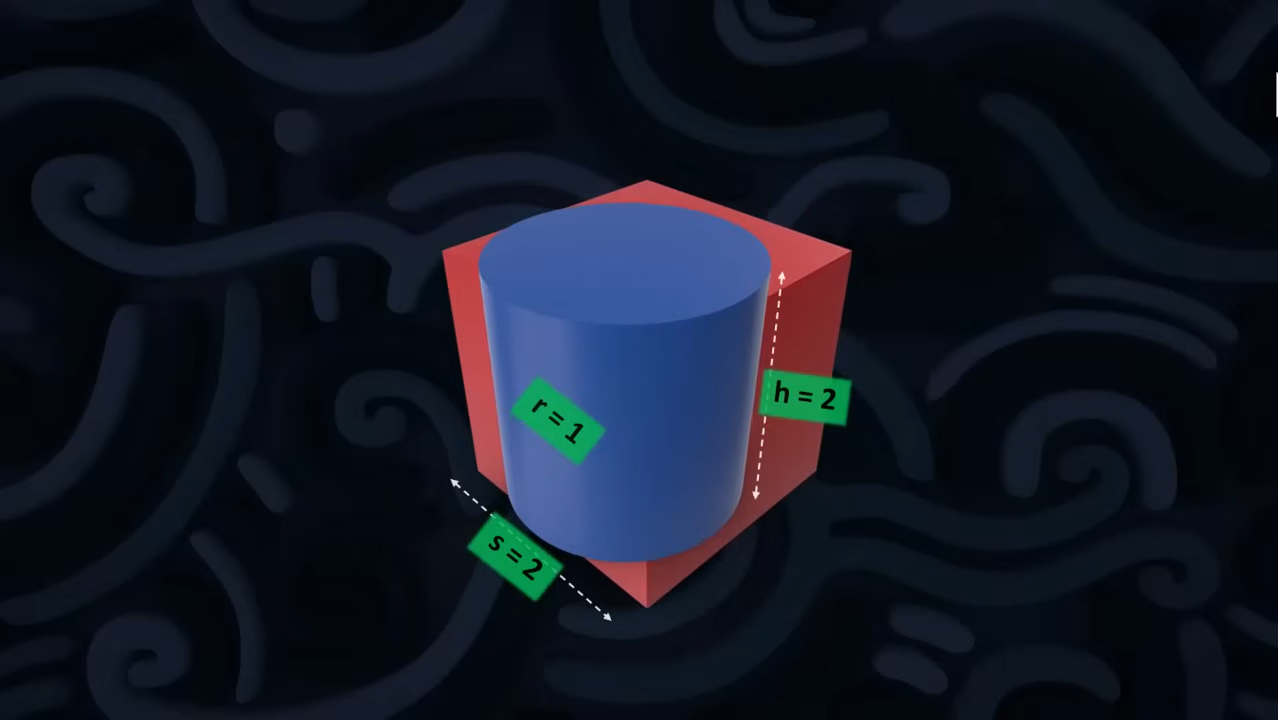 h = 2
r = 1
s = 2